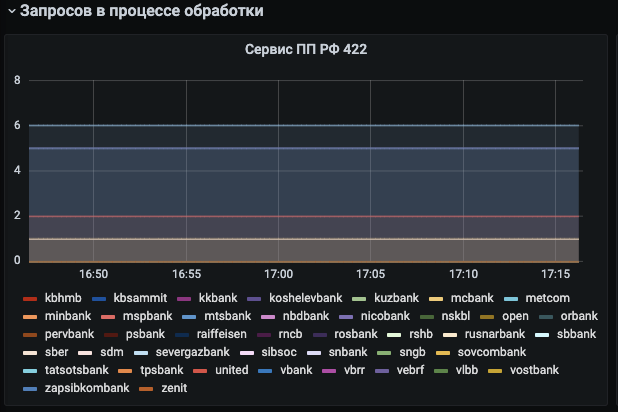 Запросов в процессе обработки
Сервис ПП РФ 422
8
6
4
2
0
16:50 16:55 17:00 17:05 17:10 17:15
kbhmb kbsammit kkbank koshelevbank kuzbank mcbank metcom
minbank mspbank mtsbank nbdbank nicobank nskbl open orbank
pervbank psbank raiffeisen rncb rosbank rshb rusnarbank sbbank
sber sdm severgazbank sibsoc snbank sngb sovcombank
tatsotsbank tpsbank united vbank vbrr vebrf vlbb vostbank
zapsibkombank zenit